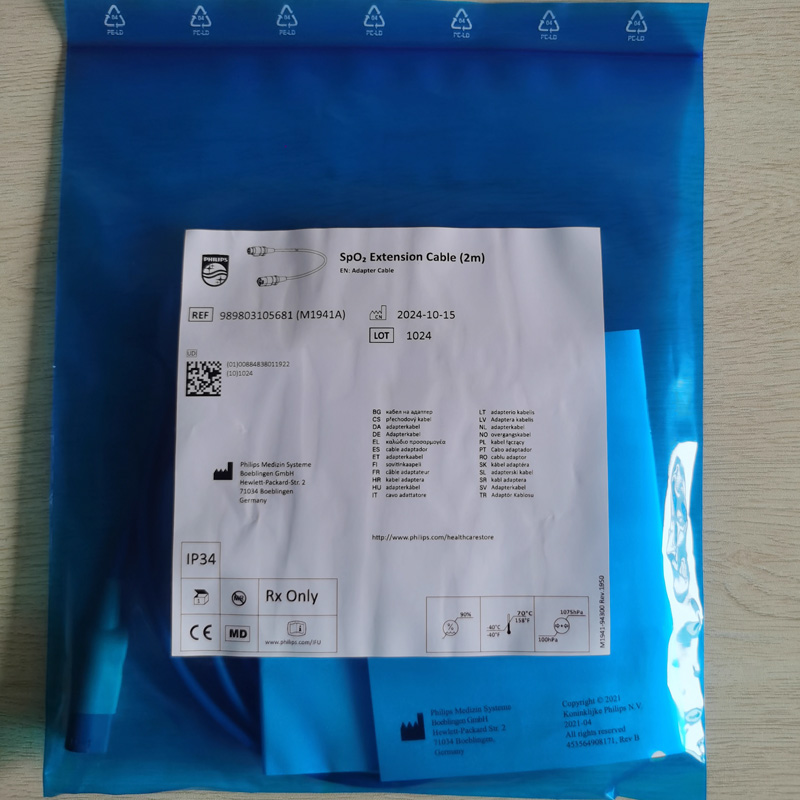 04 04 04 04 04 04 04
PE-LD PE-LD PE-LD PE-LD PE-LD PE-LD PE-LD
PHILIPS
SpO₂ Extension Cable (2m)
EN: Adapter Cable
REF 989803105681 (M1941A)
CN 2024-10-15
LOT 1024
UDI
(01)00884838011922
(10)1024
BG кабел на адаптер
CS přechodový kabel
DA adapterkabel
DE Adapterkabel
EL καλώδιο προσαρμογέα
ES cable adaptador
ET adapterkaabel
FI sovitinkaapeli
FR câble adaptateur
HR kabel adaptera
HU adapterkábel
IT cavo adattatore
LT adapterio kabelis
LV Adaptera kabelis
NL adapterkabel
NO overgangskabel
PL kabel łączący
PT Cabo adaptador
RO cablu adaptor
SK kábel adaptéra
SL adapterski kabel
SR kabl adaptera
SV Adapterkabel
TR Adaptör Kablosu
Philips Medizin Systeme
Boeblingen GmbH
Hewlett-Packard-Str. 2
71034 Boeblingen
Germany
http://www.philips.com/healthcarestore
IP34
1
Rx Only
CE MD
www.philips.com/IFU
90%
%
70°C
158°F
-40°C
-40°F
1075hPa
100hPa
M1941-94300 Rev.1950
Philips Medizin Systeme
Boeblingen GmbH
Hewlett-Packard-Str. 2
71034 Boeblingen,
Germany
Copyright © 2021
Koninklijke Philips N.V.
2021-04
All rights reserved
453564908171, Rev B